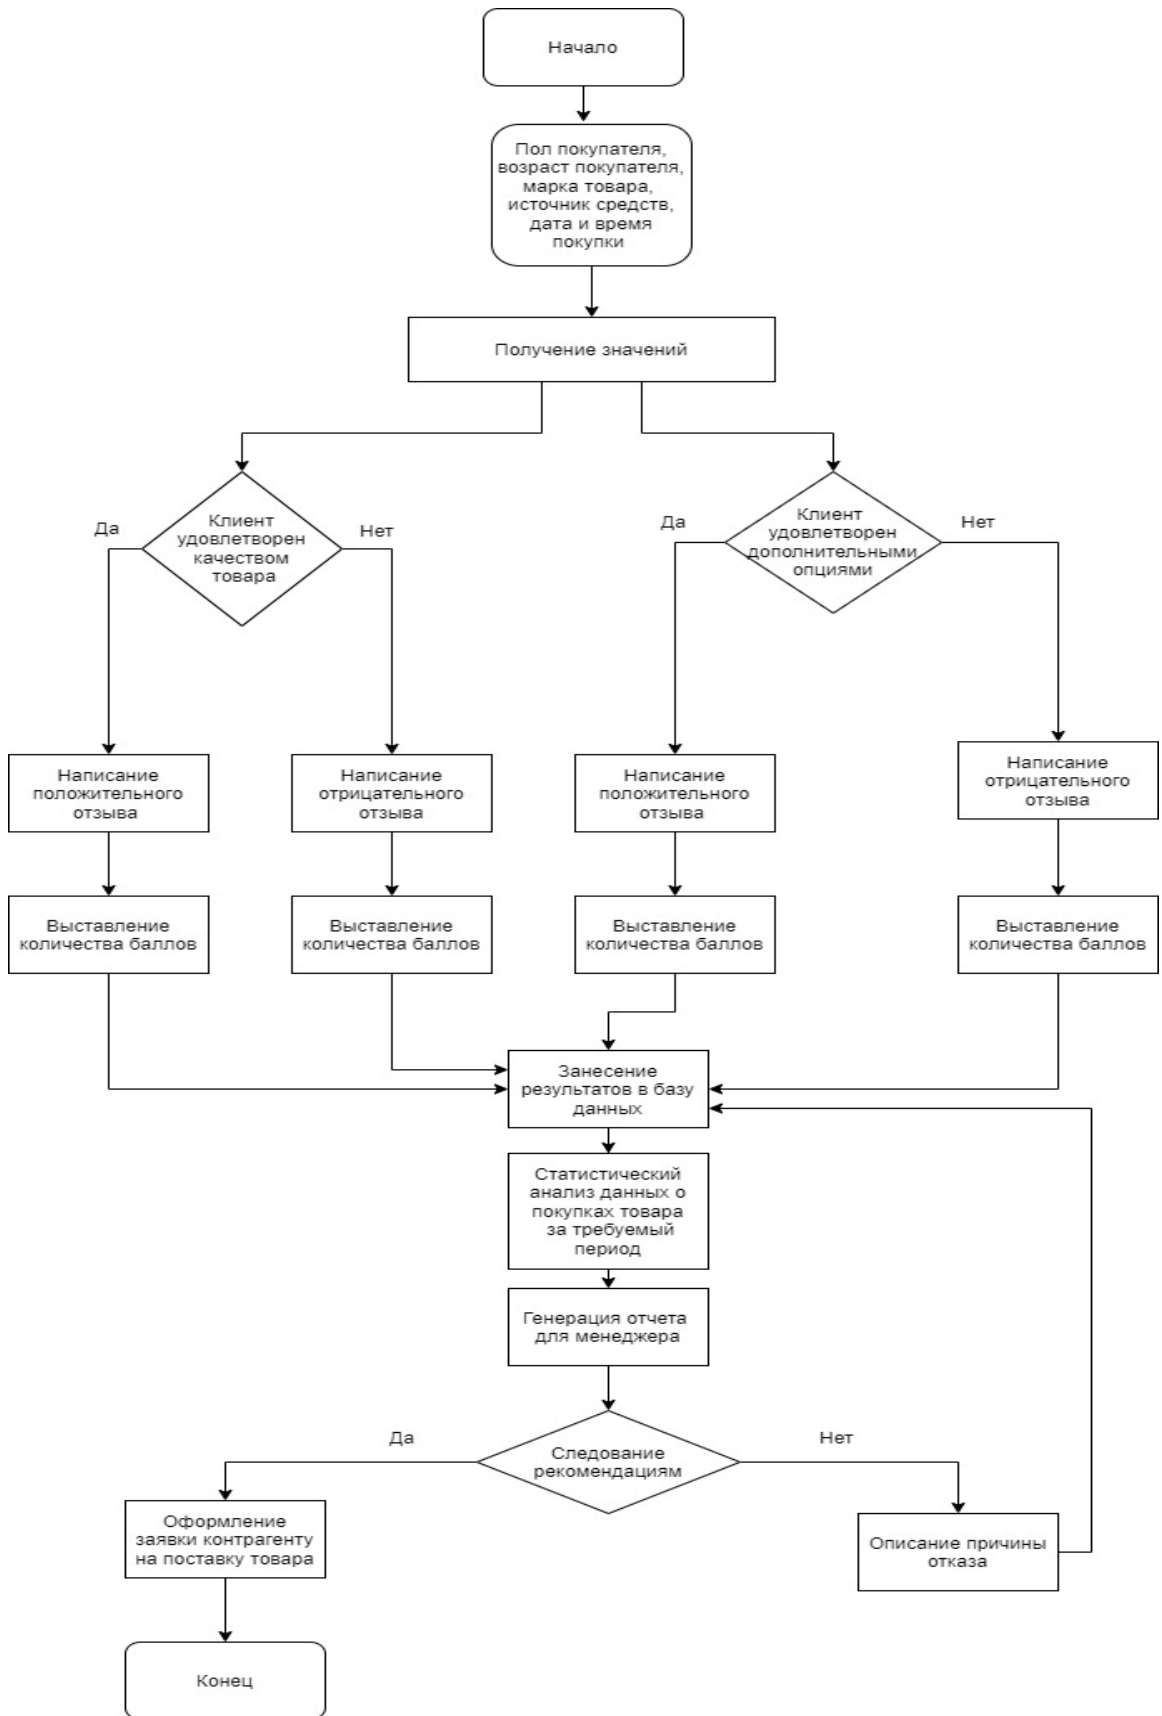 Начало
Пол покупателя,
возраст покупателя,
марка товара,
источник средств,
дата и время
покупки
Получение значений
Да
Клиент
удовлетворен
качеством
товара
Нет
Да
Клиент
удовлетворен
дополнительными
опциями
Нет
Написание
положительного
отзыва
Написание
отрицательного
отзыва
Написание
положительного
отзыва
Написание
отрицательного
отзыва
Выставление
количества баллов
Выставление
количества баллов
Выставление
количества баллов
Выставление
количества баллов
Занесение
результатов в базу
данных
Статистический
анализ данных о
покупках товара
за требуемый
период
Генерация отчета
для менеджера
Да
Следование
рекомендациям
Нет
Оформление
заявки контрагенту
на поставку товара
Описание причины
отказа
Конец